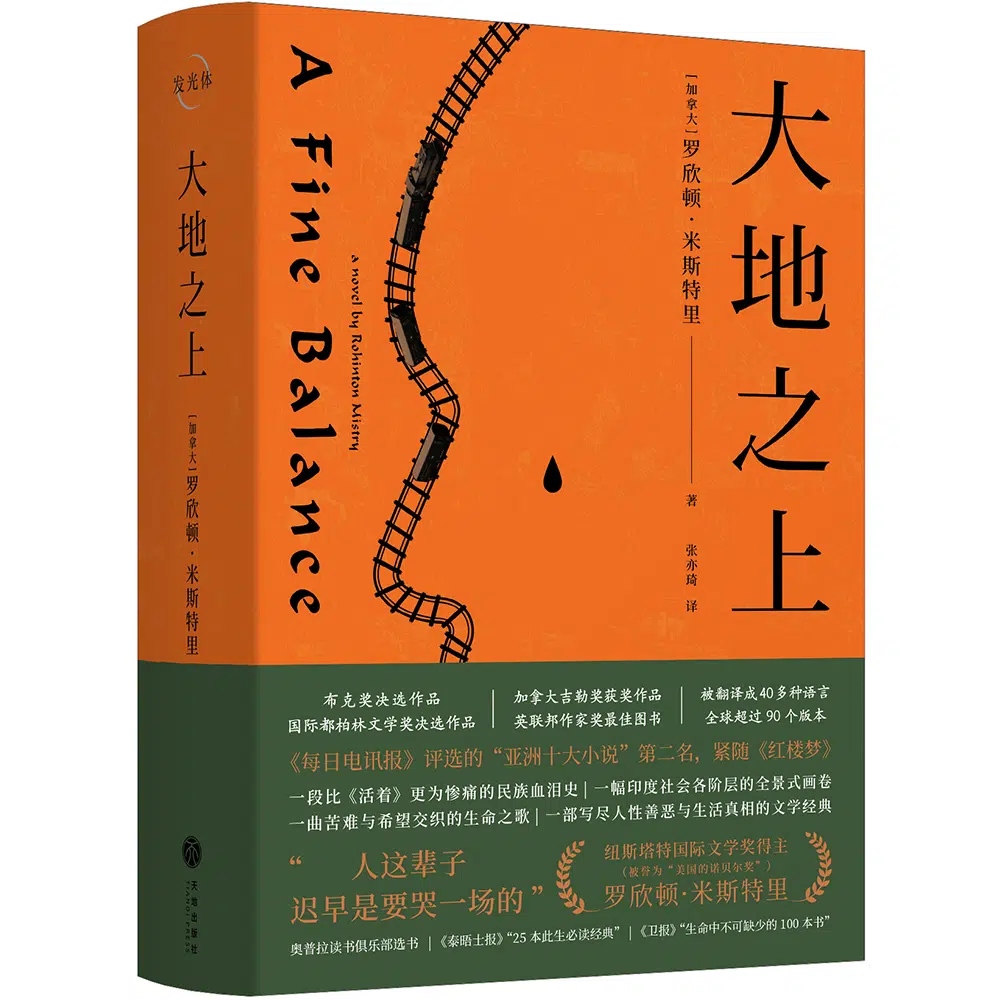 发光体
大地之上
[加拿大]罗欣顿·米斯特里
天地出版社
TIANDI PRESS
A Fine Balance
a novel by Rohinton Mistry
大地之上
[加拿大]罗欣顿·米斯特里
著
张亦琦 译
布克奖决选作品
国际都柏林文学奖决选作品
加拿大吉勒奖获奖作品
英联邦作家奖最佳图书
被翻译成40多种语言
全球超过90个版本
《每日电讯报》评选的“亚洲十大小说”第二名，紧随《红楼梦》
一段比《活着》更为惨痛的民族血泪史|一幅印度社会各阶层的全景式画卷
一曲苦难与希望交织的生命之歌|一部写尽人性善恶与生活真相的文学经典
“人这辈子
迟早是要哭一场的”
纽斯塔特国际文学奖得主
(被誉为“美国的诺贝尔奖”)
罗欣顿·米斯特里
奥普拉读书俱乐部选书|《泰晤士报》“25本此生必读经典”|《卫报》“生命中不可缺少的100本书”